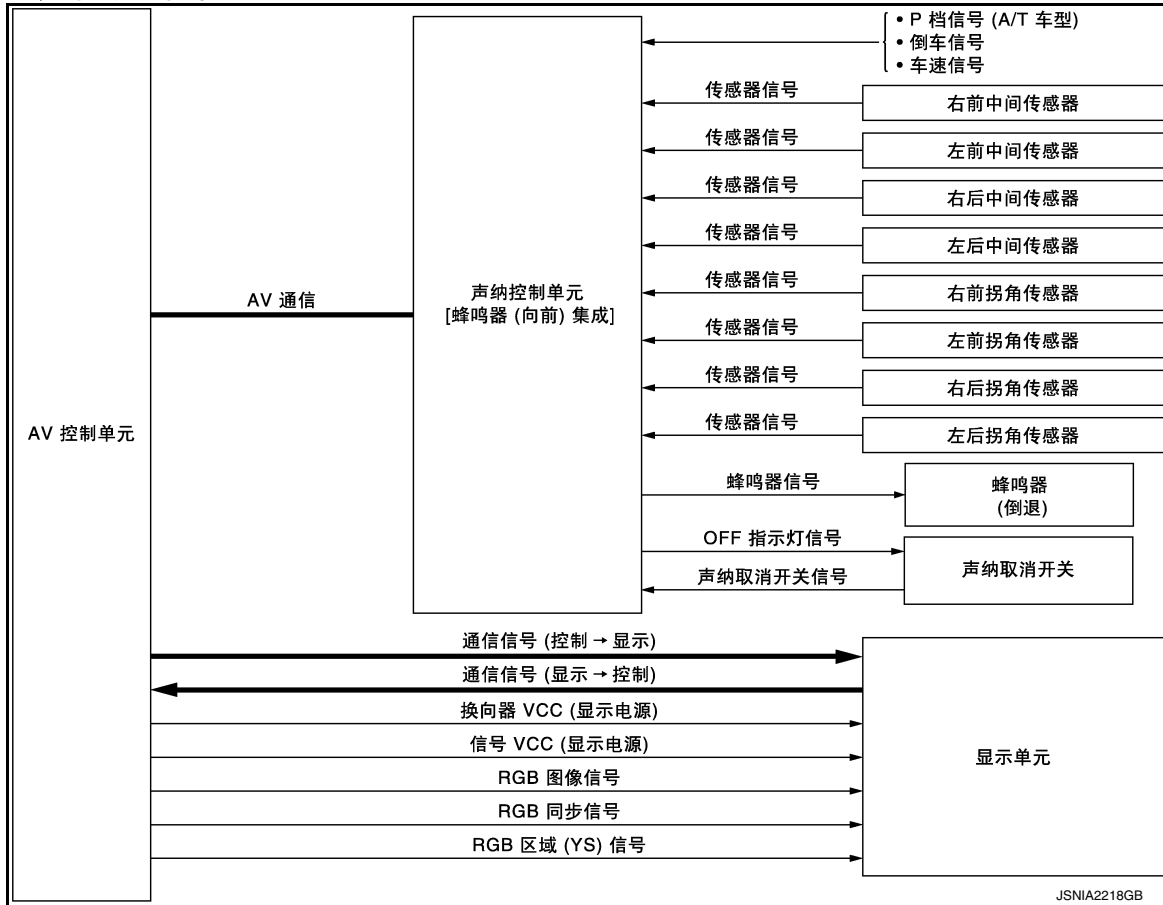 • P 档信号 (A/T 车型)
• 倒车信号
• 车速信号
传感器信号
右前中间传感器
传感器信号
左前中间传感器
传感器信号
右后中间传感器
传感器信号
左后中间传感器
传感器信号
右前拐角传感器
传感器信号
左前拐角传感器
传感器信号
右后拐角传感器
传感器信号
左后拐角传感器
AV 通信
声纳控制单元
[蜂鸣器 (向前) 集成]
AV 控制单元
蜂鸣器信号
蜂鸣器
(倒退)
OFF 指示灯信号
声纳取消开关信号
声纳取消开关
通信信号 (控制 → 显示)
通信信号 (显示 → 控制)
换向器 VCC (显示电源)
信号 VCC (显示电源)
RGB 图像信号
RGB 同步信号
RGB 区域 (YS) 信号
显示单元
JSNIA2218GB